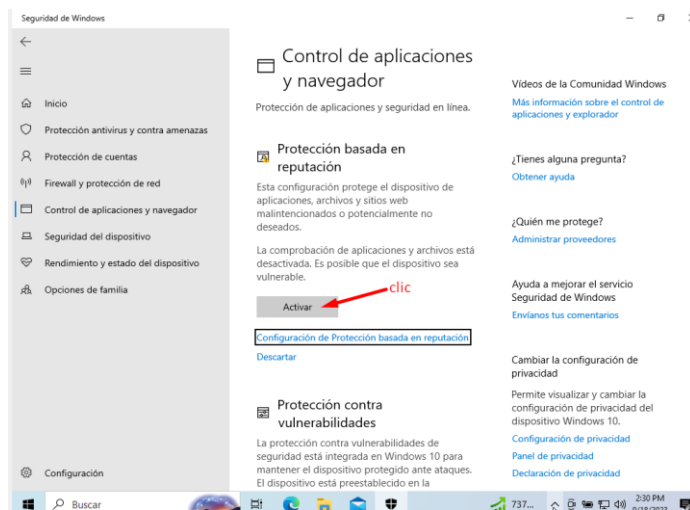 Seguridad de Windows
Inicio
Protección antivirus y contra amenazas
Protección de cuentas
Firewall y protección de red
Control de aplicaciones y navegador
Seguridad del dispositivo
Rendimiento y estado del dispositivo
Opciones de familia
Configuración
Control de aplicaciones
y navegador
Protección de aplicaciones y seguridad en línea.
Protección basada en
reputación
Esta configuración protege el dispositivo de
aplicaciones, archivos y sitios web
malintencionados o potencialmente no
deseados.
La comprobación de aplicaciones y archivos está
desactivada. Es posible que el dispositivo sea
vulnerable.
clic
Activar
Configuración de Protección basada en reputación
Descartar
Protección contra
vulnerabilidades
La protección contra vulnerabilidades de
seguridad está integrada en Windows 10 para
mantener el dispositivo protegido ante ataques.
El dispositivo está preestablecido en la
Vídeos de la Comunidad Windows
Más información sobre el control de
aplicaciones y explorador
¿Tienes alguna pregunta?
Obtener ayuda
¿Quién me protege?
Administrar proveedores
Ayuda a mejorar el servicio
Seguridad de Windows
Envíanos tus comentarios
Cambiar la configuración de
privacidad
Permite visualizar y cambiar la
configuración de privacidad del
dispositivo Windows 10.
Configuración de privacidad
Panel de privacidad
Declaración de privacidad
Buscar
737...
2:30 PM